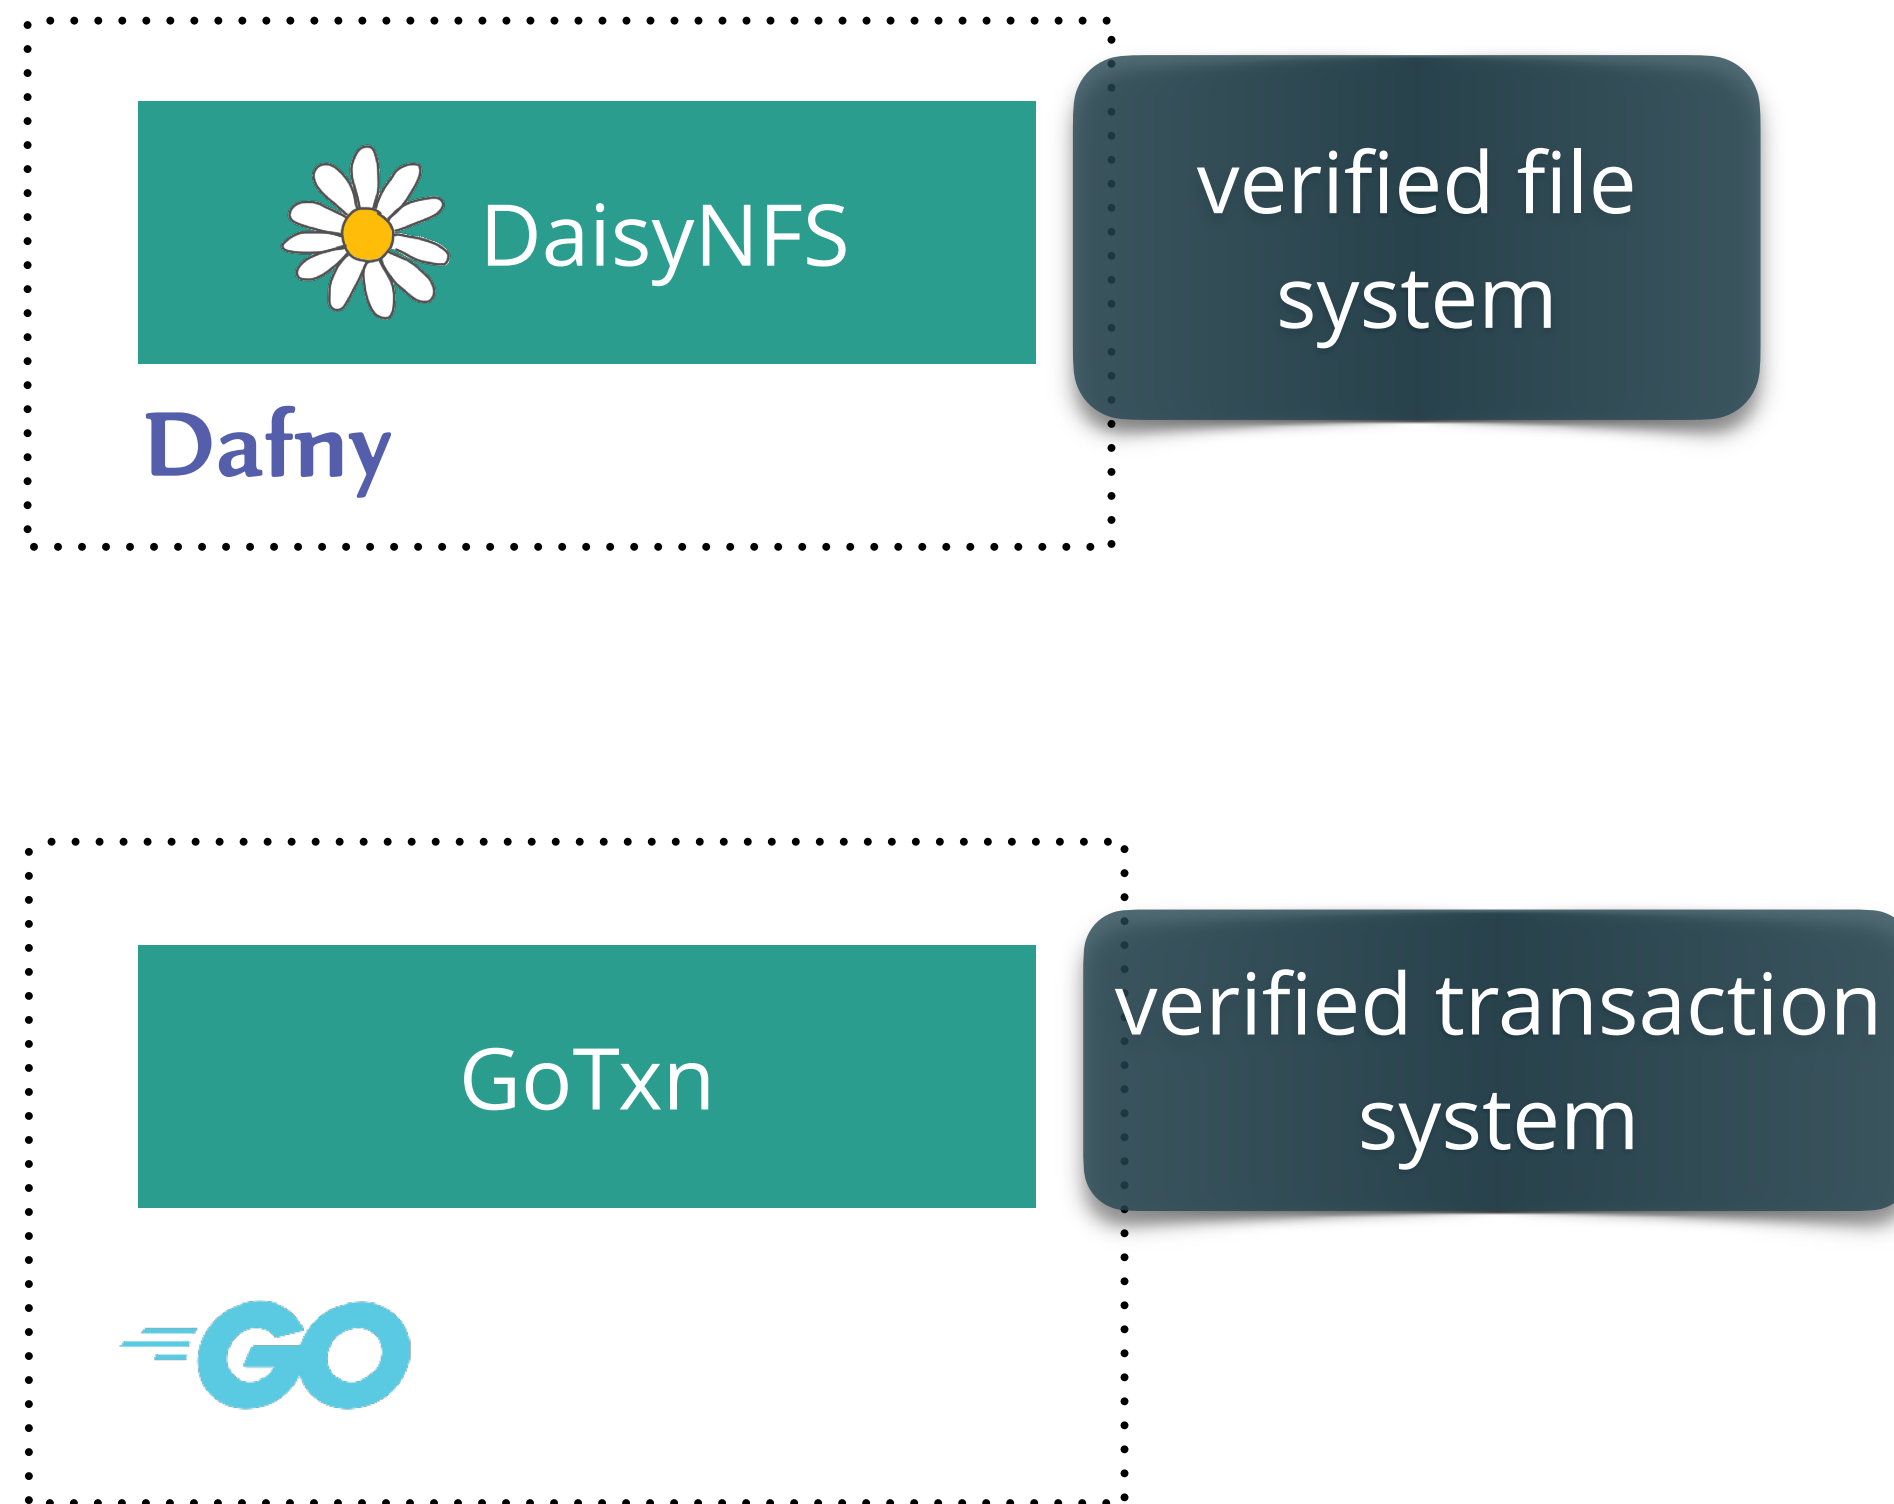 DaisyNFS
verified file
system
Dafny
GoTxn
verified transaction
system
GO